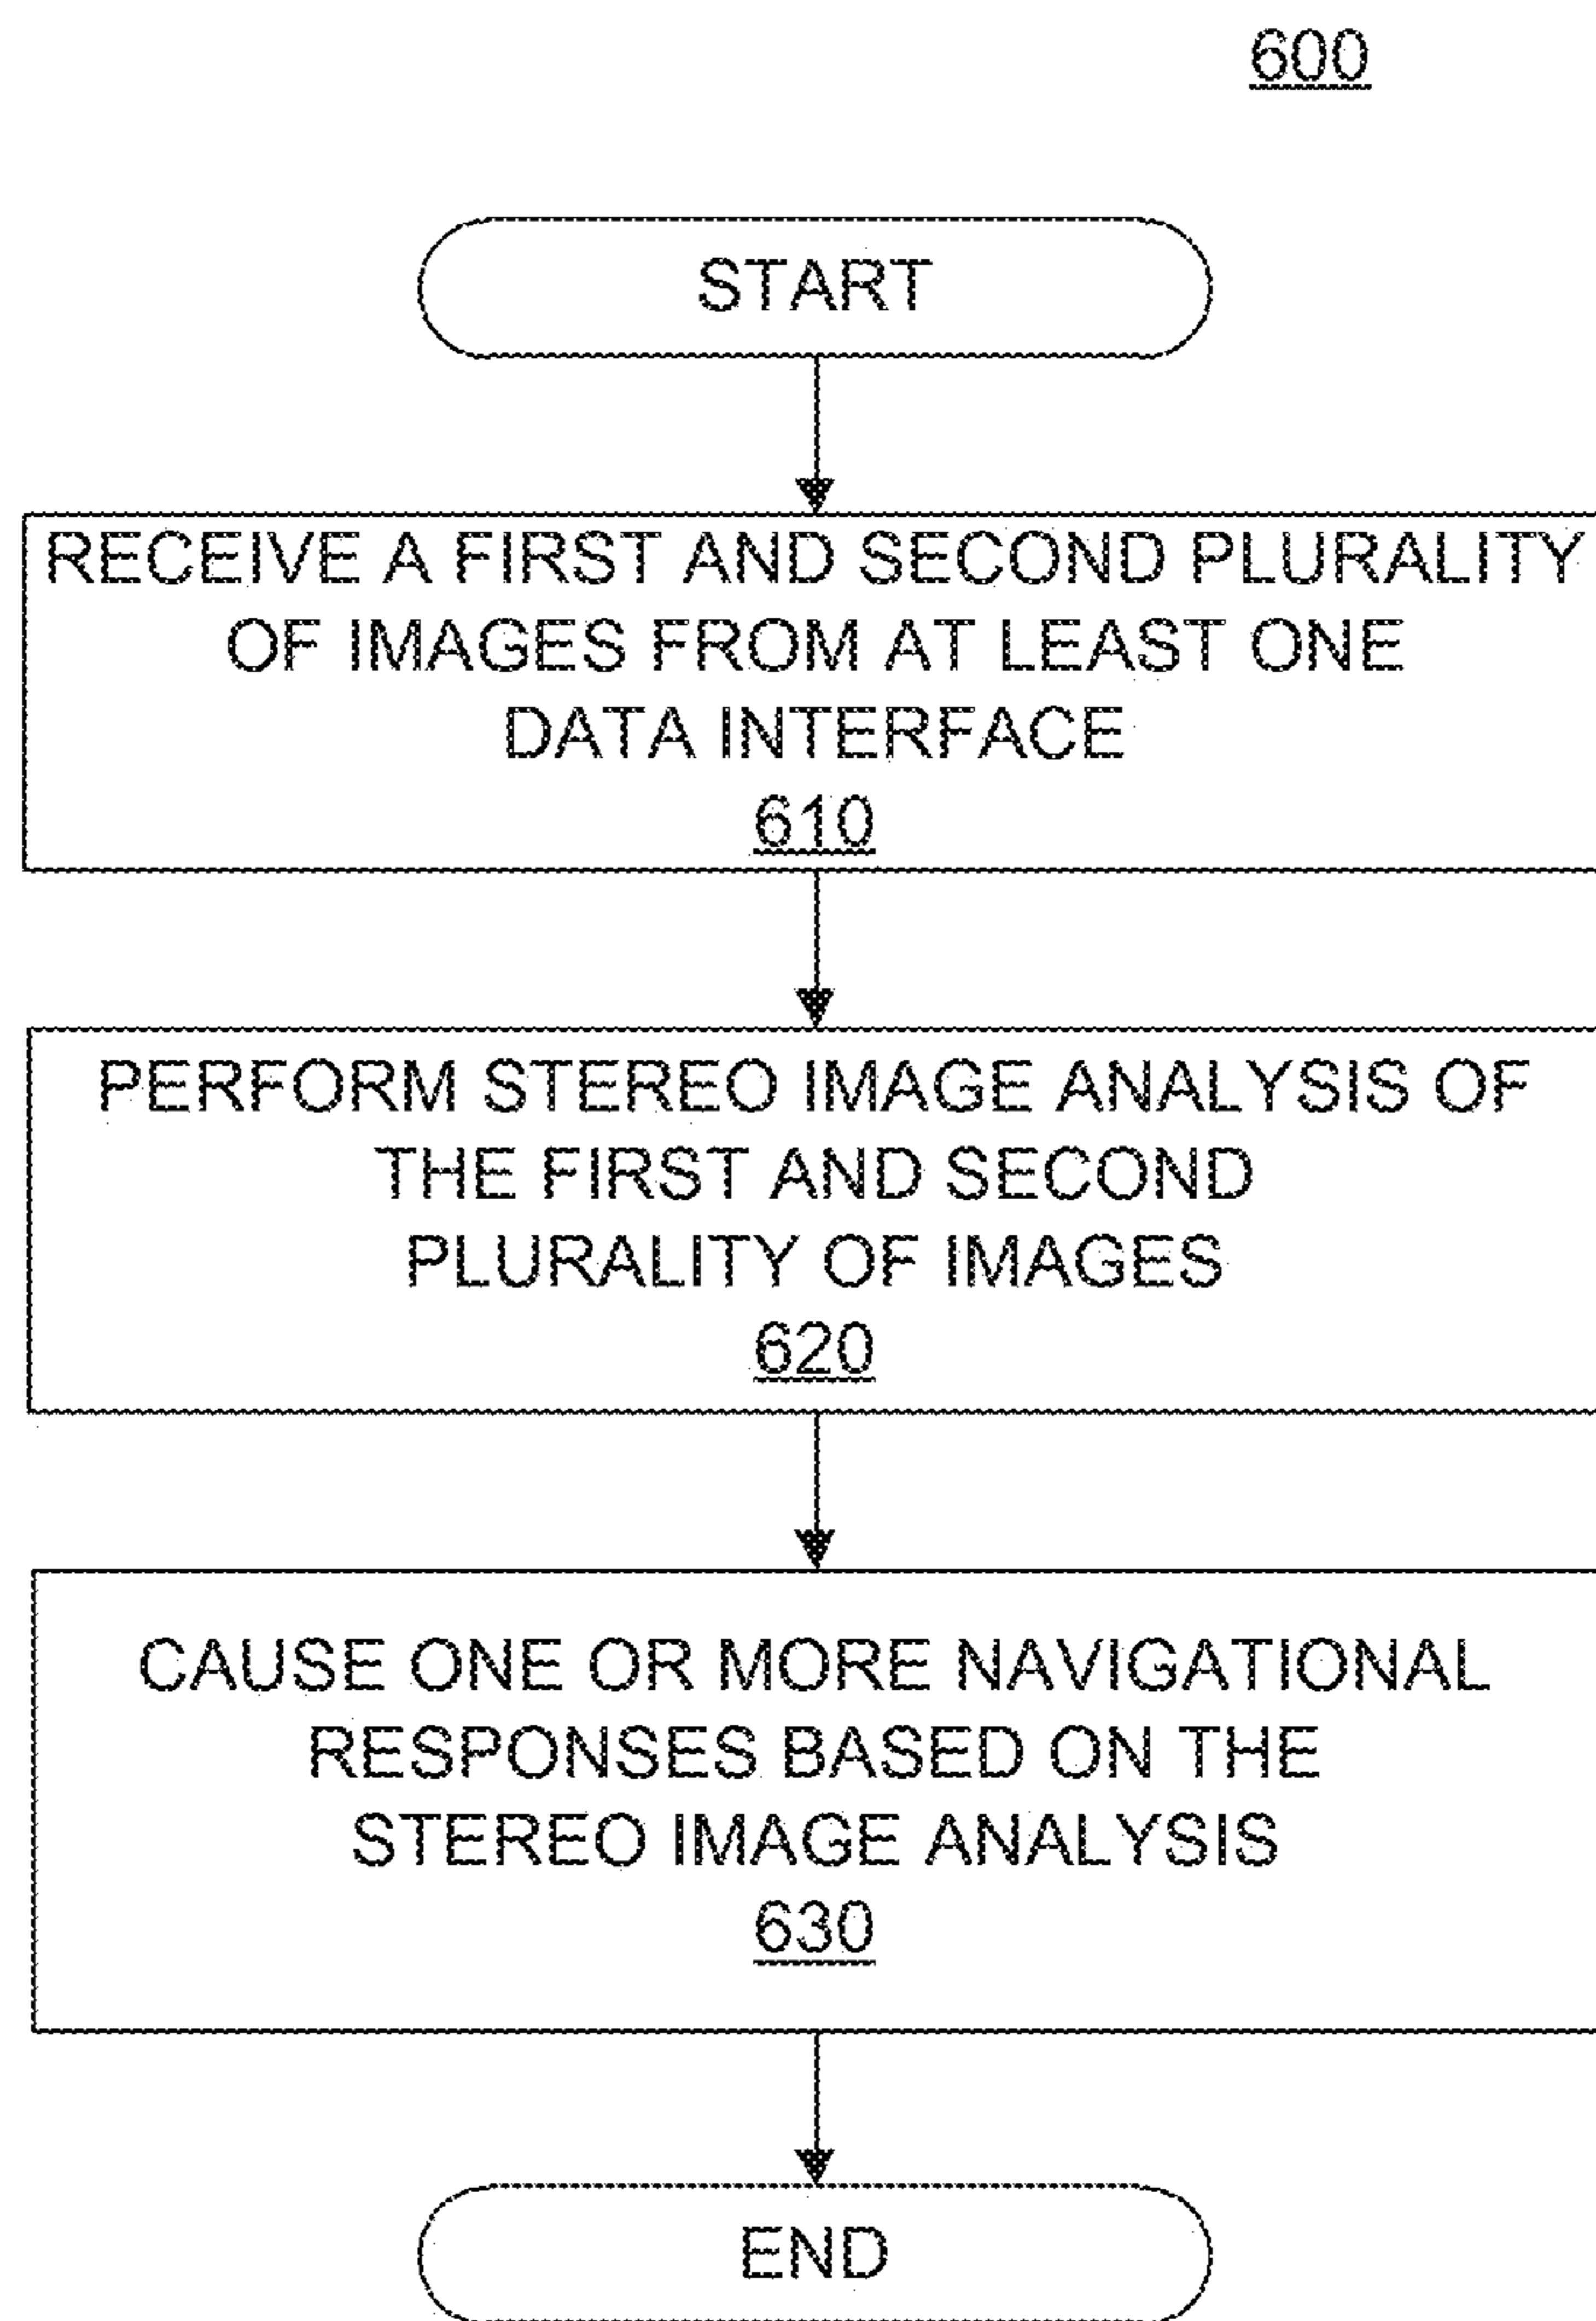 600
START
RECEIVE A FIRST AND SECOND PLURALITY
OF IMAGES FROM AT LEAST ONE
DATA INTERFACE
610
PERFORM STEREO IMAGE ANALYSIS OF
THE FIRST AND SECOND
PLURALITY OF IMAGES
620
CAUSE ONE OR MORE NAVIGATIONAL
RESPONSES BASED ON THE
STEREO IMAGE ANALYSIS
630
END